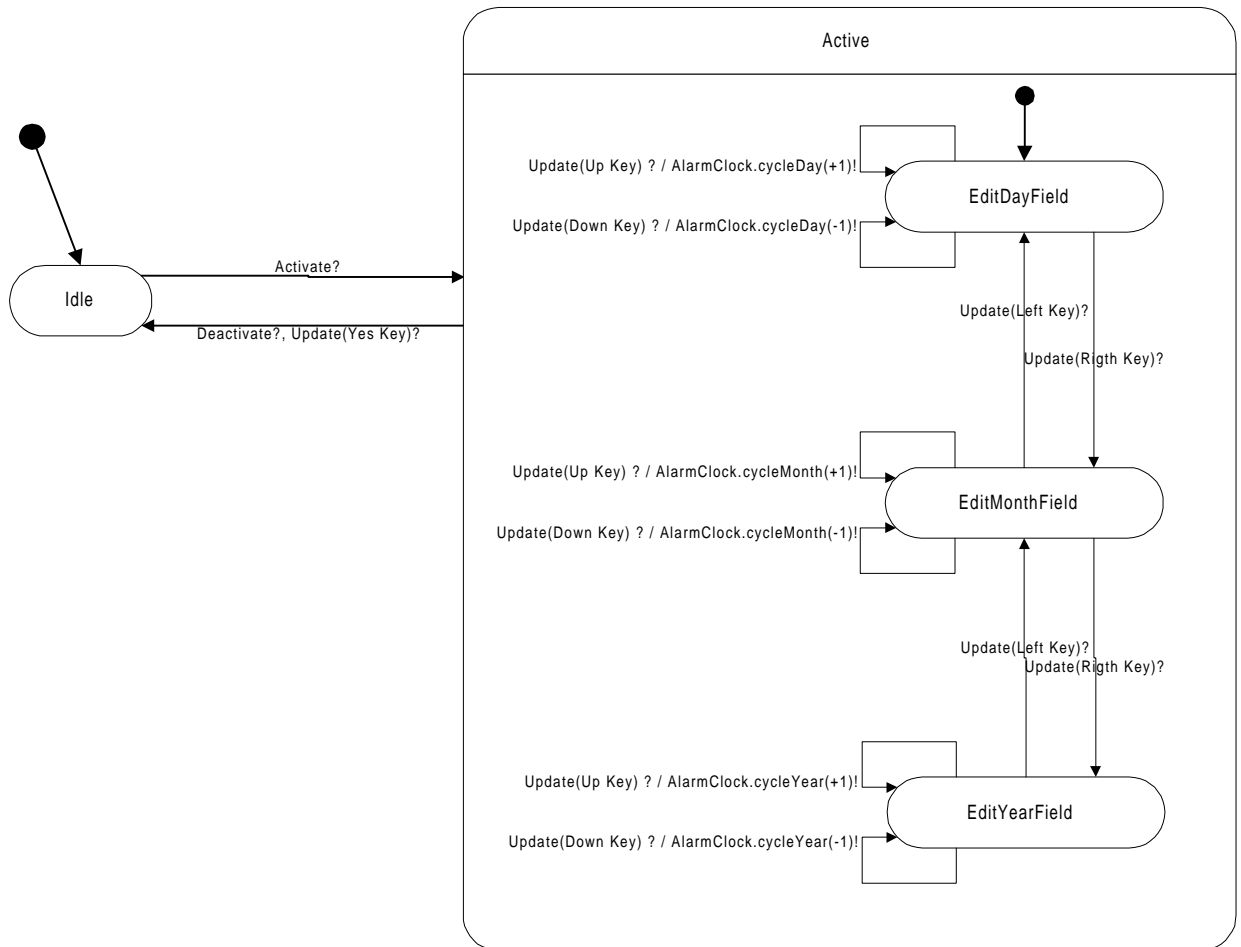 Active
Update(Up Key) ? / AlarmClock.cycleDay(+1)!
EditDayField
Update(Down Key) ? / AlarmClock.cycleDay(-1)!
Activate?
Idle
Deactivate?, Update(Yes Key)?
Update(Left Key)?
Update(Rigth Key)?
Update(Up Key) ? / AlarmClock.cycleMonth(+1)!
EditMonthField
Update(Down Key) ? / AlarmClock.cycleMonth(-1)!
Update(Left Key)?
Update(Rigth Key)?
Update(Up Key) ? / AlarmClock.cycleYear(+1)!
EditYearField
Update(Down Key) ? / AlarmClock.cycleYear(-1)!